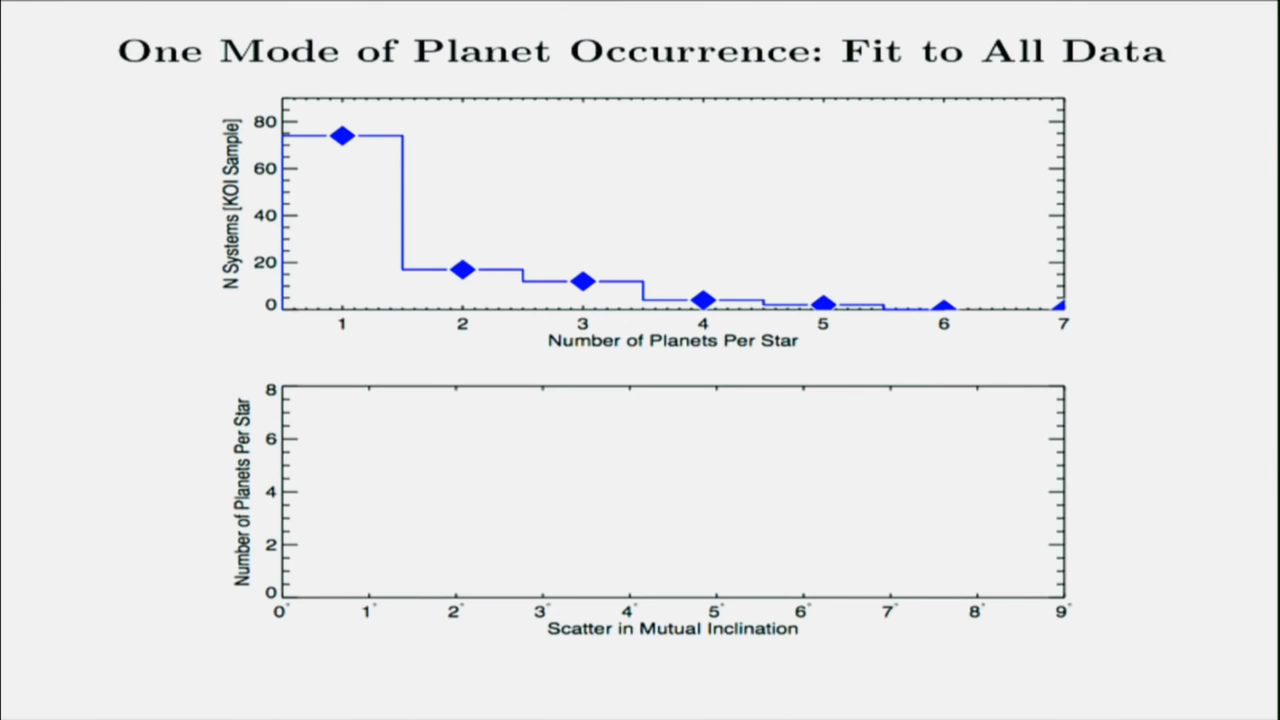 One Mode of Planet Occurrence: Fit to All Data
N Systems [KOI Sample]
80
60
40
20
0
1 2 3 4 5 6 7
Number of Planets Per Star
Number of Planets Per Star
8
6
4
2
0
0° 1° 2° 3° 4° 5° 6° 7° 8° 9°
Scatter in Mutual Inclination